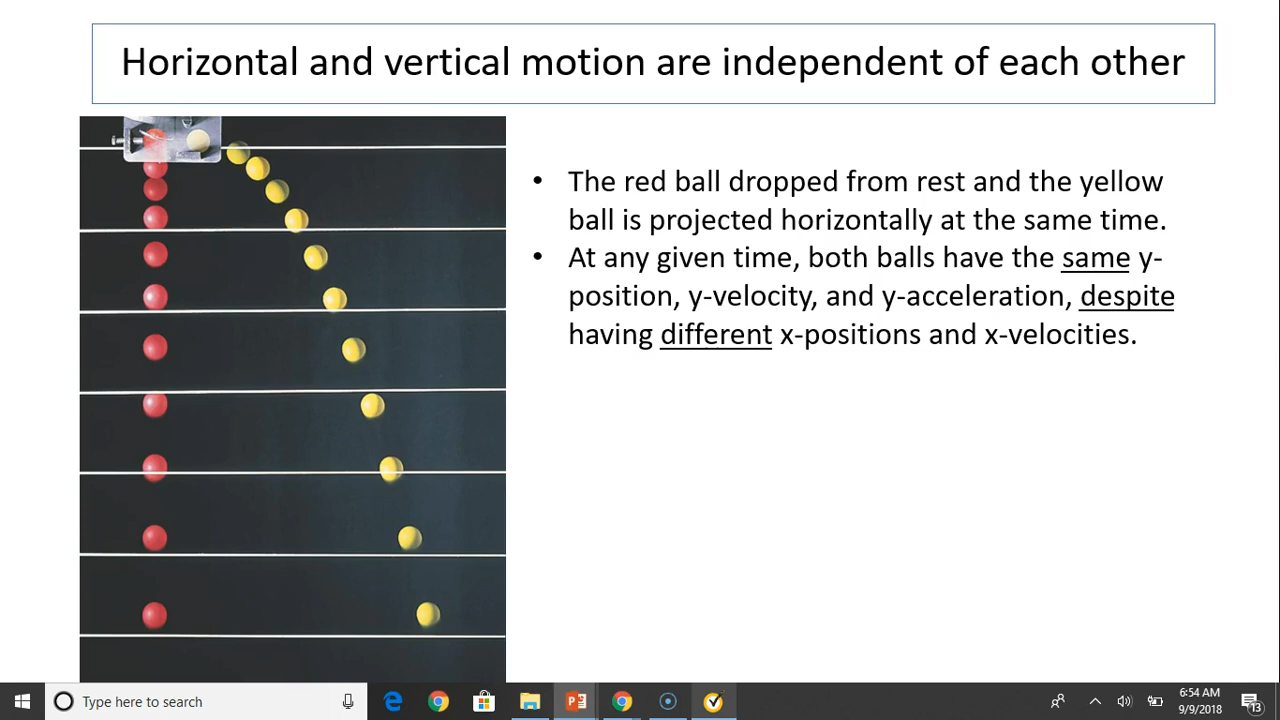 Horizontal and vertical motion are independent of each other
• The red ball dropped from rest and the yellow
ball is projected horizontally at the same time.
• At any given time, both balls have the same y-
position, y-velocity, and y-acceleration, despite
having different x-positions and x-velocities.
Type here to search
6:54 AM
9/9/2018
13